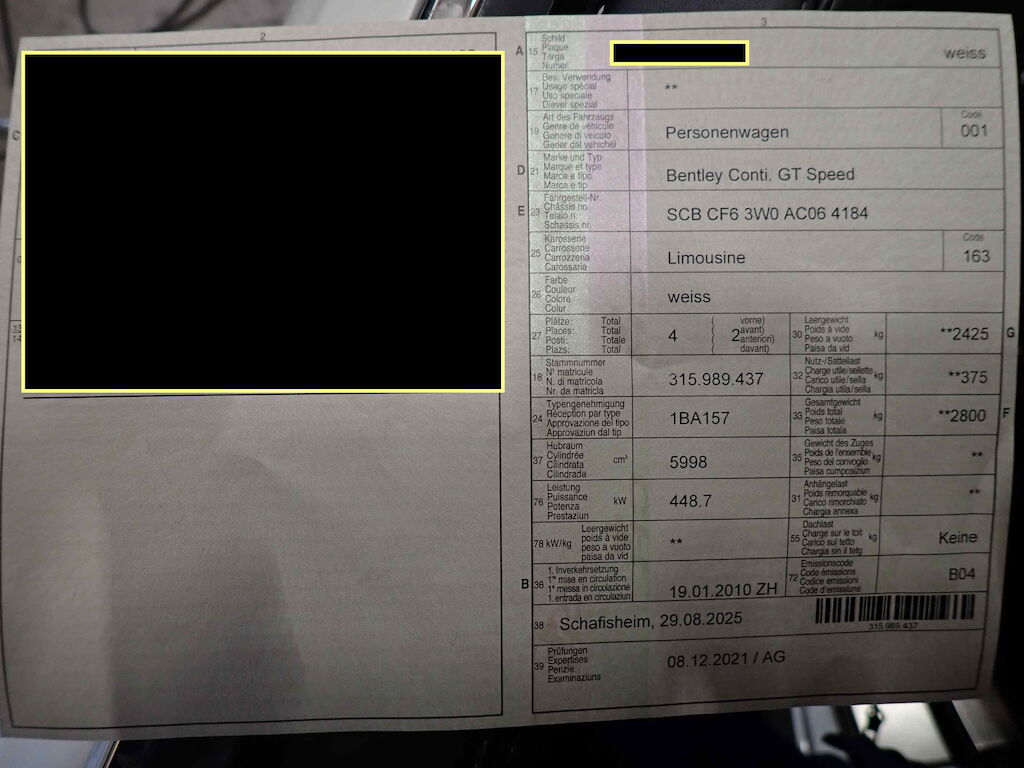 2
3
A
15
Schild
Plaque
Targa
Numer
weiss
17
Bes. Verwendung
Usage spécial
Uso speciale
Diever spezial
**
19
Art des Fahrzeugs
Genre de véhicule
Genere di veicolo
Gener dal vehichel
Personenwagen
Code
001
D
21
Marke und Typ
Marque et type
Marca e tipo
Marca e tip
Bentley Conti. GT Speed
E
23
Fahrgestell-Nr.
Châssis no
Telaio n.
Schassis nr.
SCB CF6 3W0 AC06 4184
25
Karosserie
Carrosserie
Carrozzeria
Carossaria
Limousine
Code
163
26
Farbe
Couleur
Colore
Colur
weiss
27
Plätze: Total
Places: Total
Posti: Totale
Plazs: Total
4
( vorne)
( avant)
( anteriori)
( davant)
2
30
Leergewicht
Poids à vide
Peso a vuoto
Paisa da vid
kg
**2425
G
18
Stammnummer
N° matricule
N. di matricola
Nr. da matricla
315.989.437
32
Nutz-/Sattellast
Charge utile/sellette
Carico utile/sella
Chargia utila/sella
kg
**375
24
Typengenehmigung
Réception par type
Approvazione del tipo
Approvaziun dal tip
1BA157
33
Gesamtgewicht
Poids total
Peso totale
Paisa totala
kg
**2800
F
37
Hubraum
Cylindrée
Cilindrata
Cilindrada
cm³
5998
35
Gewicht des Zuges
Poids de l'ensemble
Peso del convoglio
Paisa cumposiziun
kg
**
76
Leistung
Puissance
Potenza
Prestaziun
kW
448.7
31
Anhängelast
Poids remorquable
Carico rimorchiato
Chargia annexa
kg
**
78 kW/kg
Leergewicht
poids à vide
peso a vuoto
paisa da vid
**
55
Dachlast
Charge sur le toit
Carico sul tetto
Chargia sin il tetg
kg
Keine
B
36
1. Inverkehrsetzung
1re mise en circulation
1a messa in circolazione
1. entrada en circulaziun
19.01.2010 ZH
72
Emissionscode
Code émissions
Codice emissioni
Code d'emissiuns
B04
38
Schafisheim, 29.08.2025
315.989.437
39
Prüfungen
Expertises
Perizie
Examinaziuns
08.12.2021 / AG